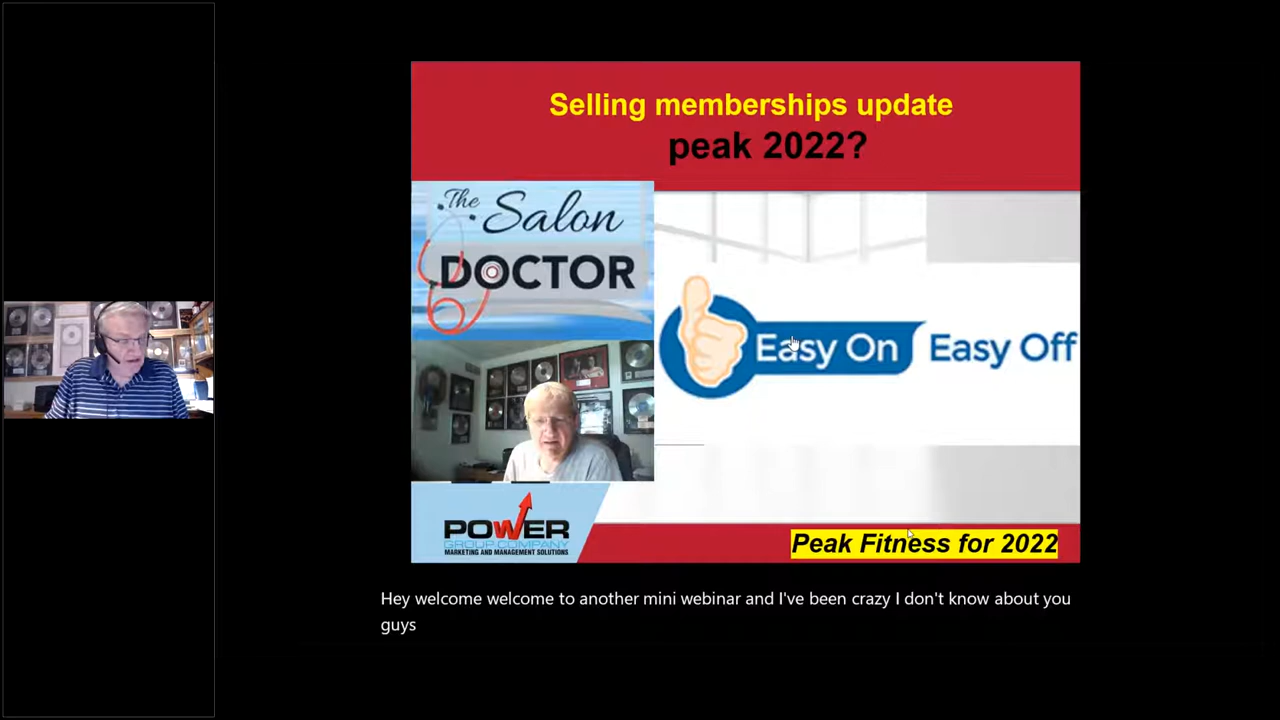 Selling memberships update
peak 2022?
The
Salon
DOCTOR
Easy On Easy Off
POWER
GROUP COMPANY
MARKETING AND MANAGEMENT SOLUTIONS
Peak Fitness for 2022
Hey welcome welcome to another mini webinar and I've been crazy I don't know about you
guys